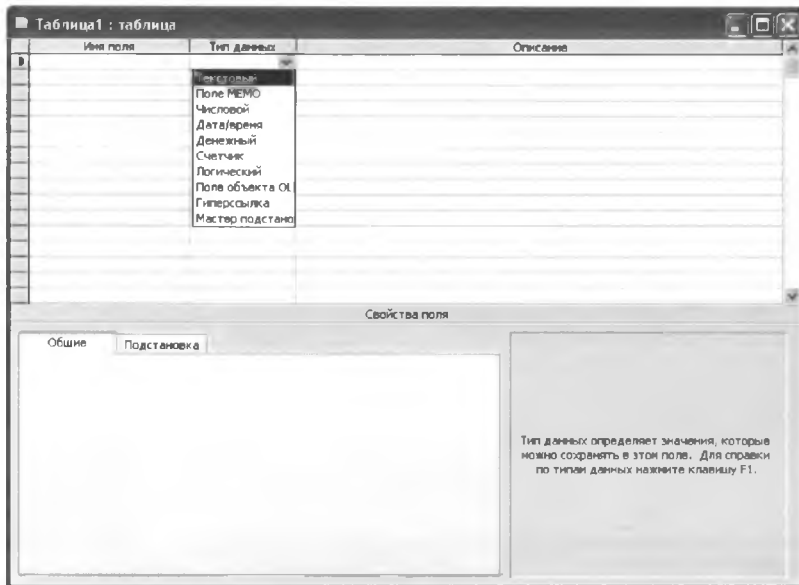 Таблица1 : таблица
Имя поля Тип данных Описание
Текстовый
Поле МЕМО
Числовой
Дата/время
Денежный
Счетчик
Логический
Поле объекта OL
Гиперссылка
Мастер подстано
Свойства поля
Общие Подстановка
Тип данных определяет значения, которые
можно сохранять в этом поле. Для справки
по типам данных нажмите клавишу F1.